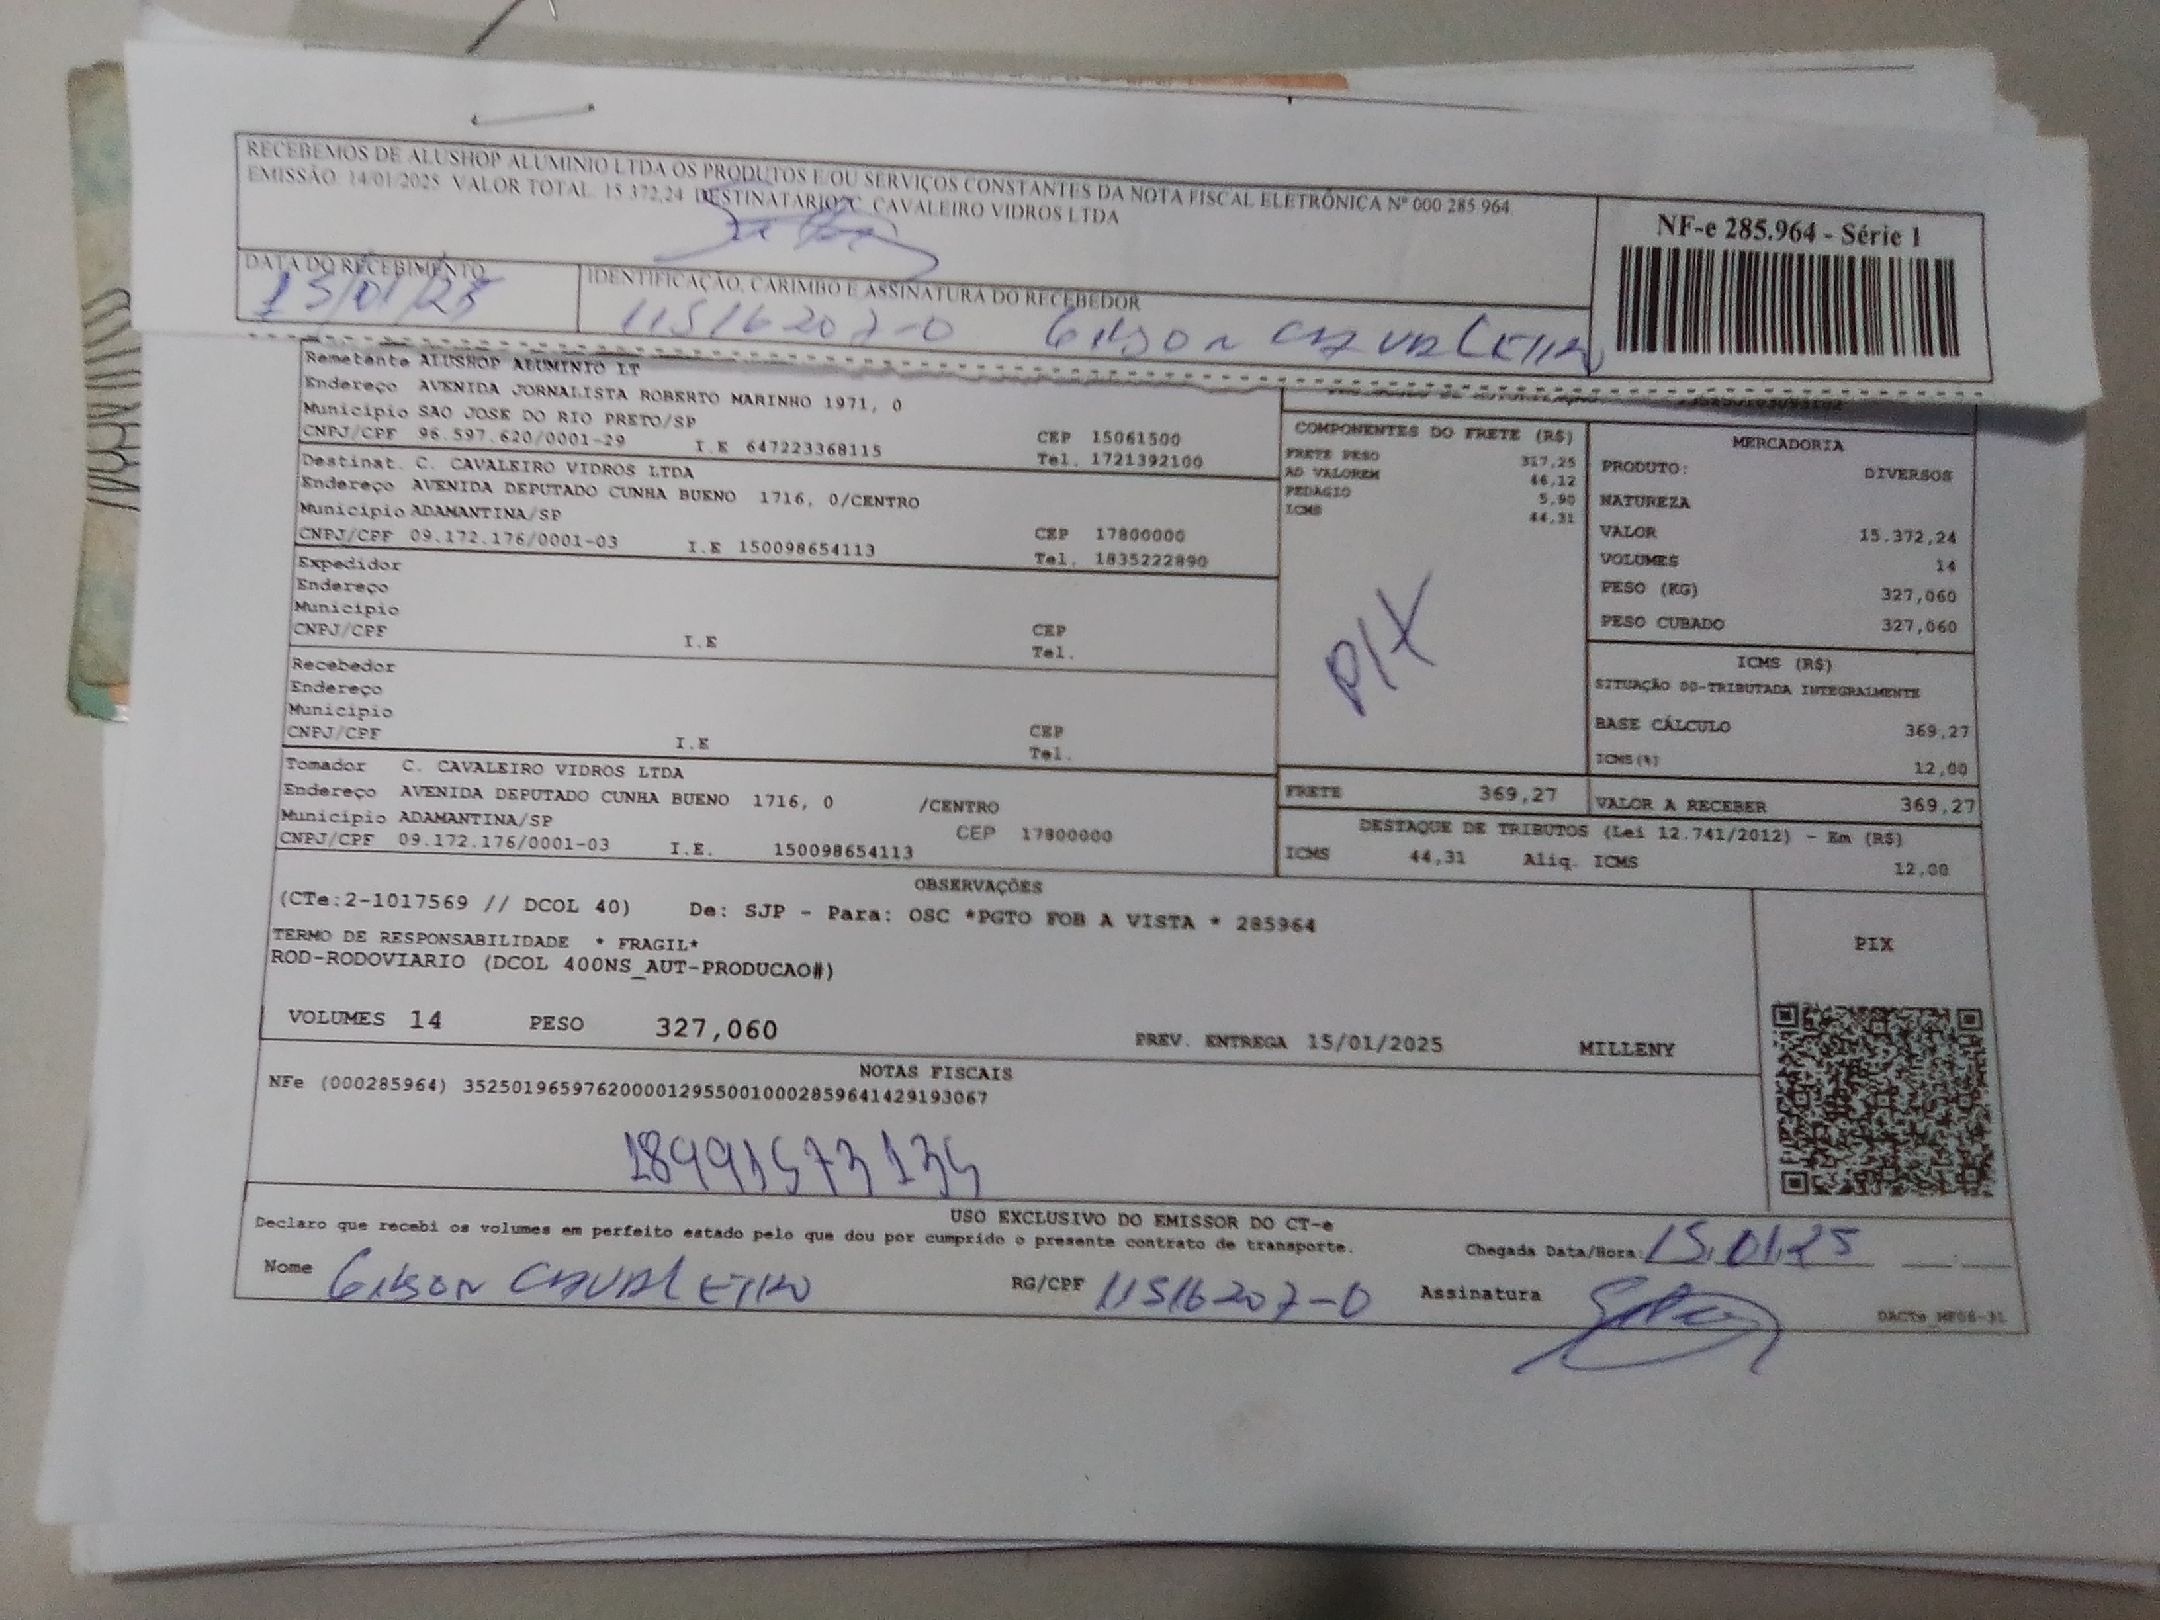 RECEBEMOS DE ALUSHOP ALUMINIO LTDA OS PRODUTOS E/OU SERVIÇOS CONSTANTES DA NOTA FISCAL ELETRÔNICA Nº 000 285 964
EMISSÃO: 14/01/2025 VALOR TOTAL: 15 372,24 DESTINATÁRIO: C. CAVALEIRO VIDROS LTDA
NF-e 285.964 - Série 1
DATA DO RECEBIMENTO
15/01/25
IDENTIFICAÇÃO, CARIMBO E ASSINATURA DO RECEBEDOR
11516207-0 Gilson CAVALEIRO
Remetente ALUSHOP ALUMINIO LT
Endereço AVENIDA JORNALISTA ROBERTO MARINHO 1971, 0
Município SAO JOSE DO RIO PRETO/SP
CEP 15061500
CNPJ/CPF 96.597.620/0001-29 I.E 647223368115
Tel. 1721392100
Destinat. C. CAVALEIRO VIDROS LTDA
Endereço AVENIDA DEPUTADO CUNHA BUENO 1716, 0/CENTRO
Município ADAMANTINA/SP
CEP 17800000
CNPJ/CPF 09.172.176/0001-03 I.E 150098654113
Tel. 1835222890
Expedidor
Endereço
Município
CEP
CNPJ/CPF I.E
Tel.
Recebedor
Endereço
Município
CEP
CNPJ/CPF I.E
Tel.
Tomador C. CAVALEIRO VIDROS LTDA
Endereço AVENIDA DEPUTADO CUNHA BUENO 1716, 0 /CENTRO
Município ADAMANTINA/SP CEP 17800000
CNPJ/CPF 09.172.176/0001-03 I.E. 150098654113
COMPONENTES DO FRETE (R$)
FRETE PESO 317,25
AD VALOREM 46,12
PEDAGIO 5,90
ICMS 44,31
PIX
MERCADORIA
PRODUTO: DIVERSOS
NATUREZA
VALOR 15.372,24
VOLUMES 14
PESO (KG) 327,060
PESO CUBADO 327,060
ICMS (R$)
SITUAÇÃO 00-TRIBUTADA INTEGRALMENTE
BASE CÁLCULO 369,27
ICMS(%) 12,00
FRETE 369,27
VALOR A RECEBER 369,27
DESTAQUE DE TRIBUTOS (Lei 12.741/2012) - Em (R$)
ICMS 44,31 Aliq. ICMS 12,00
OBSERVAÇÕES
(CTe:2-1017569 // DCOL 40) De: SJP - Para: OSC *PGTO FOB A VISTA * 285964
TERMO DE RESPONSABILIDADE * FRAGIL*
ROD-RODOVIARIO (DCOL 400NS_AUT-PRODUCAO#)
VOLUMES 14 PESO 327,060
PREV. ENTREGA 15/01/2025 MILLENY
PIX
NOTAS FISCAIS
NFe (000285964) 35250196597620000129550010002859641429193067
18991573135
USO EXCLUSIVO DO EMISSOR DO CT-e
Declaro que recebi os volumes em perfeito estado pelo que dou por cumprido o presente contrato de transporte.
Chegada Data/Hora: 15.01.25
Nome Gilson CAVALEIRO RG/CPF 11516207-0 Assinatura